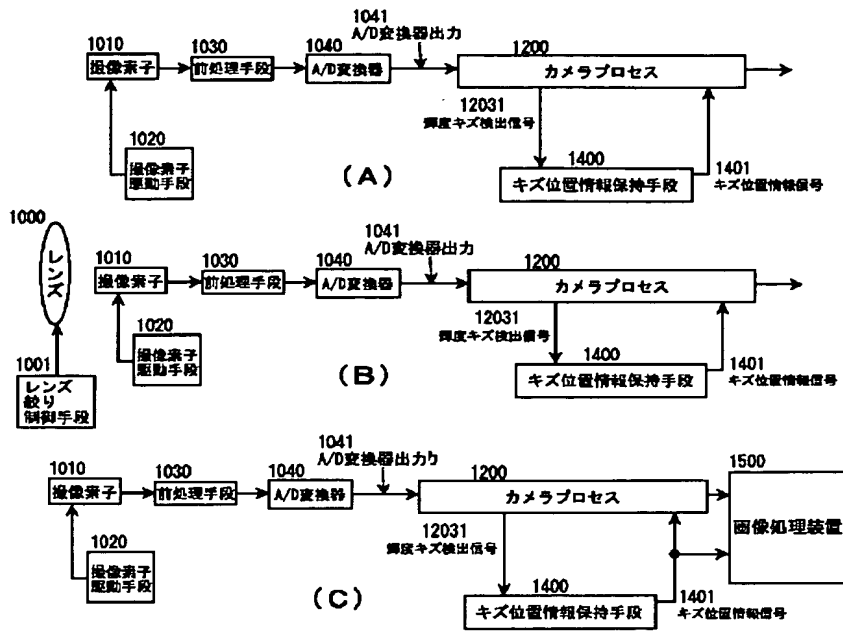 1010
撮像素子
1020
撮像素子
駆動手段
1030
前処理手段
1040
A/D変換器
1041
A/D変換器出力
1200
カメラプロセス
12031
輝度キズ検出信号
1400
キズ位置情報保持手段
1401
キズ位置情報信号
(A)
1000
レンズ
1001
レンズ
絞り
制御手段
1010
撮像素子
1020
撮像素子
駆動手段
1030
前処理手段
1040
A/D変換器
1041
A/D変換器出力
1200
カメラプロセス
12031
輝度キズ検出信号
1400
キズ位置情報保持手段
1401
キズ位置情報信号
(B)
1010
撮像素子
1020
撮像素子
駆動手段
1030
前処理手段
1040
A/D変換器
1041
A/D変換器出力b
1200
カメラプロセス
12031
輝度キズ検出信号
1400
キズ位置情報保持手段
1401
キズ位置情報信号
1500
画像処理装置
(C)